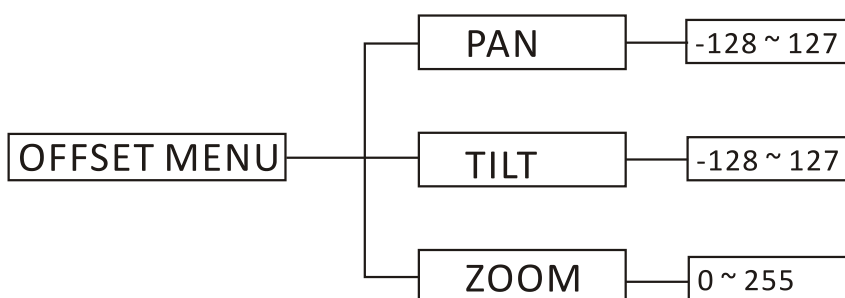 PAN
-128 ~ 127
OFFSET MENU
TILT
-128 ~ 127
ZOOM
0 ~ 255